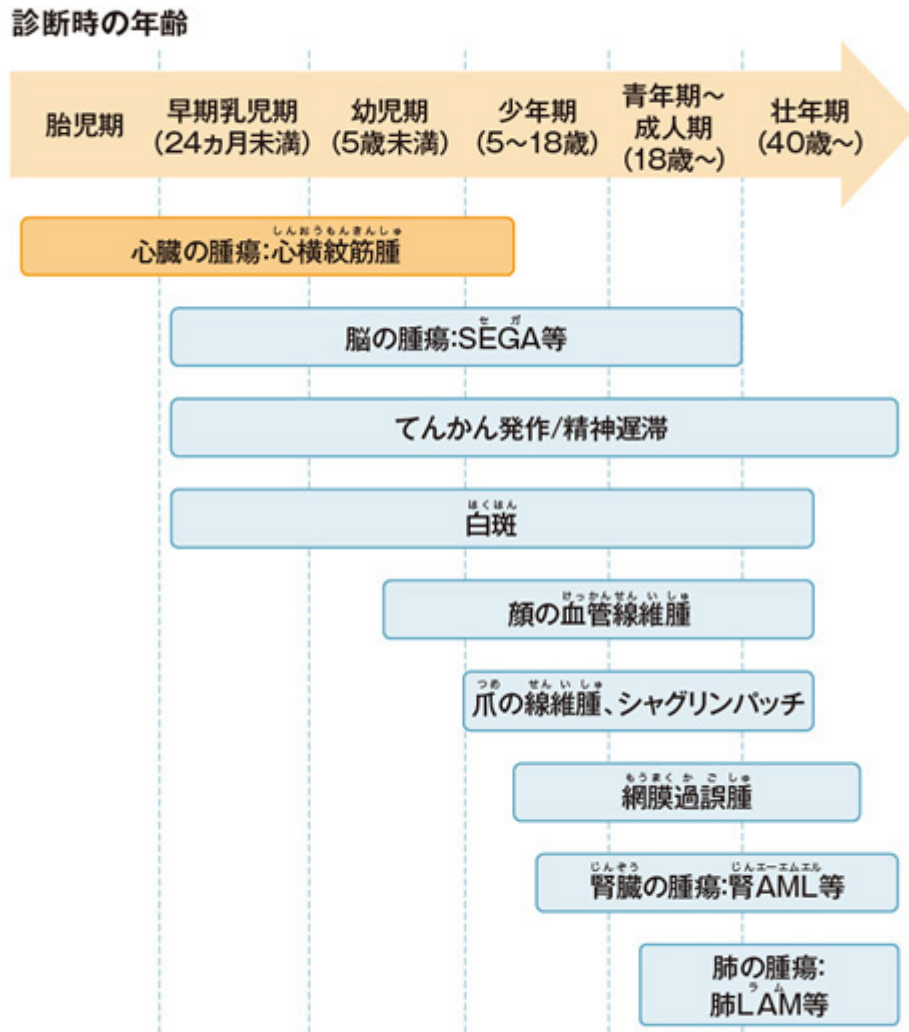 診断時の年齢
胎児期
早期乳児期
(24ヵ月未満)
幼児期
(5歳未満)
少年期
(5〜18歳)
青年期〜
成人期
(18歳〜)
壮年期
(40歳〜)
しんおうもんきんしゅ
心臓の腫瘍:心横紋筋腫
セガ
脳の腫瘍:SEGA等
てんかん発作/精神遅滞
はくはん
白斑
けっかんせんいしゅ
顔の血管線維腫
つめ せんいしゅ
爪の線維腫、シャグリンパッチ
もうまくかごしゅ
網膜過誤腫
じんぞう じんエーエムエル
腎臓の腫瘍:腎AML等
肺の腫瘍:
ラム
肺LAM等